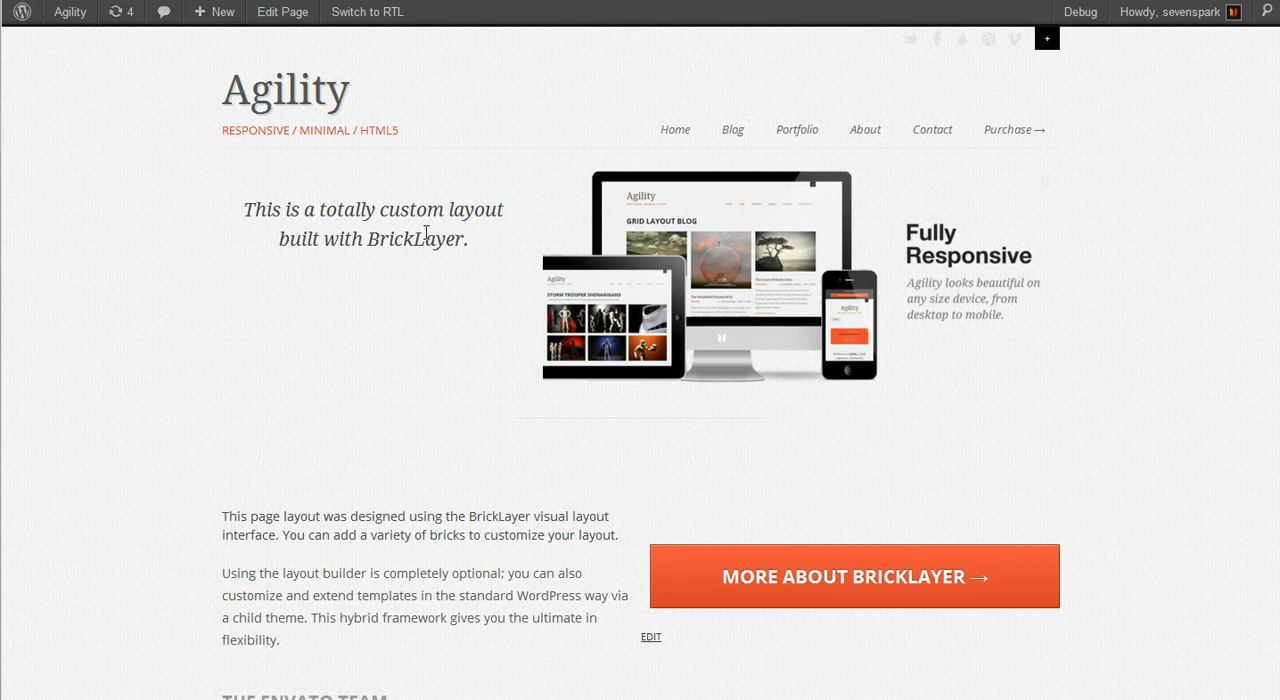 Agility 4 New Edit Page Switch to RTL Debug Howdy, sevenspark
+
Agility
RESPONSIVE / MINIMAL / HTML5
Home Blog Portfolio About Contact Purchase →
This is a totally custom layout
built with BrickLayer.
Agility
GRID LAYOUT BLOG
Agility
STORM TROOPER SHENANIGANS
Agility
Fully
Responsive
Agility looks beautiful on
any size device, from
desktop to mobile.
This page layout was designed using the BrickLayer visual layout
interface. You can add a variety of bricks to customize your layout.
Using the layout builder is completely optional; you can also
customize and extend templates in the standard WordPress way via
a child theme. This hybrid framework gives you the ultimate in
flexibility.
MORE ABOUT BRICKLAYER →
EDIT
THE ENVATO TEAM